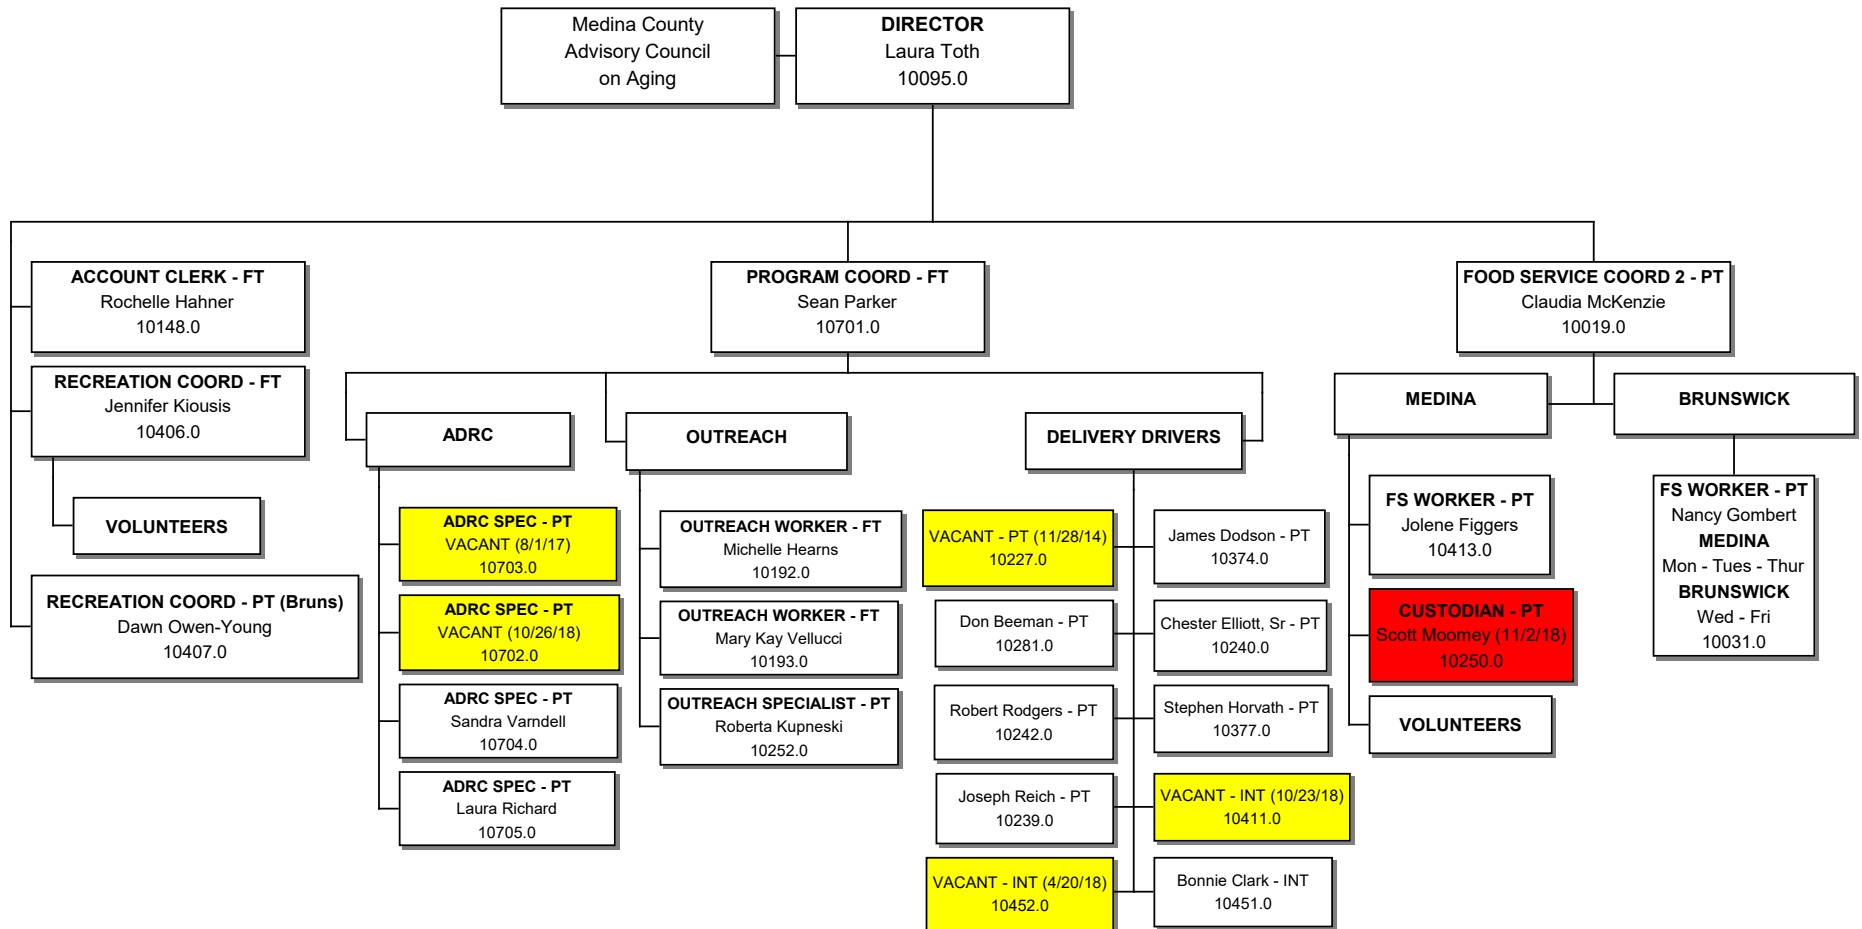 Medina County
Advisory Council
on Aging
DIRECTOR
Laura Toth
10095.0
ACCOUNT CLERK - FT
Rochelle Hahner
10148.0
RECREATION COORD - FT
Jennifer Kiousis
10406.0
VOLUNTEERS
RECREATION COORD - PT (Bruns)
Dawn Owen-Young
10407.0
PROGRAM COORD - FT
Sean Parker
10701.0
ADRC
ADRC SPEC - PT
VACANT (8/1/17)
10703.0
ADRC SPEC - PT
VACANT (10/26/18)
10702.0
ADRC SPEC - PT
Sandra Varndell
10704.0
ADRC SPEC - PT
Laura Richard
10705.0
OUTREACH
OUTREACH WORKER - FT
Michelle Hearns
10192.0
OUTREACH WORKER - FT
Mary Kay Vellucci
10193.0
OUTREACH SPECIALIST - PT
Roberta Kupneski
10252.0
DELIVERY DRIVERS
VACANT - PT (11/28/14)
10227.0
James Dodson - PT
10374.0
Don Beeman - PT
10281.0
Chester Elliott, Sr - PT
10240.0
Robert Rodgers - PT
10242.0
Stephen Horvath - PT
10377.0
Joseph Reich - PT
10239.0
VACANT - INT (10/23/18)
10411.0
VACANT - INT (4/20/18)
10452.0
Bonnie Clark - INT
10451.0
FOOD SERVICE COORD 2 - PT
Claudia McKenzie
10019.0
MEDINA
FS WORKER - PT
Jolene Figgers
10413.0
CUSTODIAN - PT
Scott Moomey (11/2/18)
10250.0
VOLUNTEERS
BRUNSWICK
FS WORKER - PT
Nancy Gombert
MEDINA
Mon - Tues - Thur
BRUNSWICK
Wed - Fri
10031.0